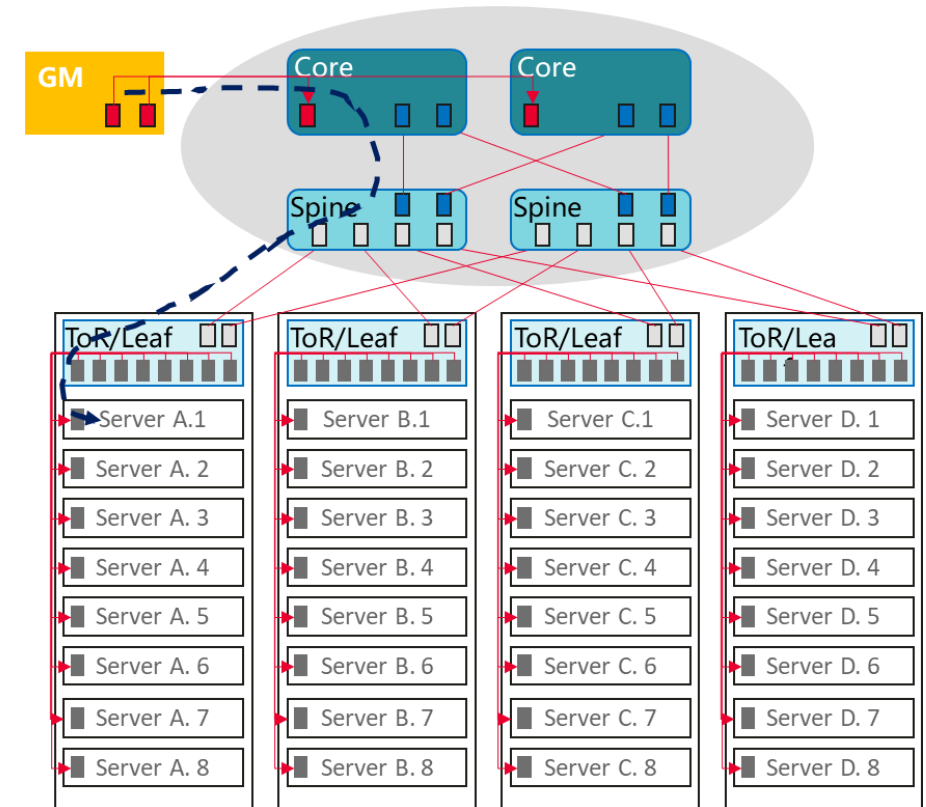 GM
Core
Core
Spine
Spine
ToR/Leaf
ToR/Leaf
ToR/Leaf
ToR/Lea
f
Server A.1
Server B.1
Server C.1
Server D. 1
Server A. 2
Server B. 2
Server C. 2
Server D. 2
Server A. 3
Server B. 3
Server C. 3
Server D. 3
Server A. 4
Server B. 4
Server C. 4
Server D. 4
Server A. 5
Server B. 5
Server C. 5
Server D. 5
Server A. 6
Server B. 6
Server C. 6
Server D. 6
Server A. 7
Server B. 7
Server C. 7
Server D. 7
Server A. 8
Server B. 8
Server C. 8
Server D. 8